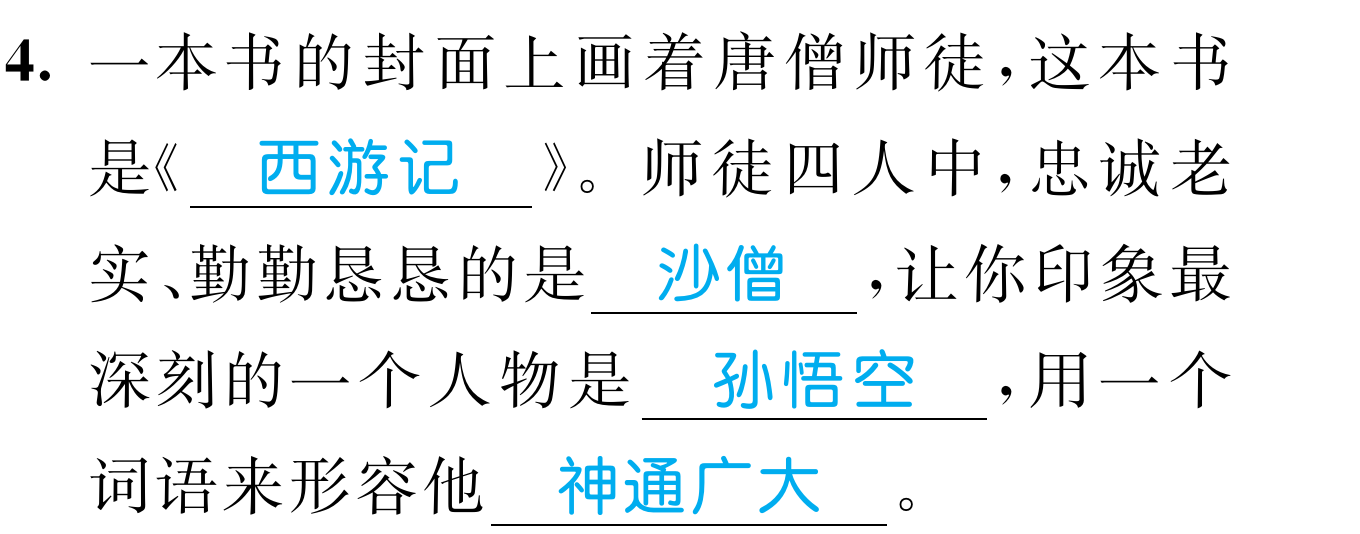 4. 一本书的封面上画着唐僧师徒,这本书
是《 西游记 》。师徒四人中,忠诚老
实、勤勤恳恳的是 沙僧 ,让你印象最
深刻的一个人物是 孙悟空 ,用一个
词语来形容他 神通广大 。